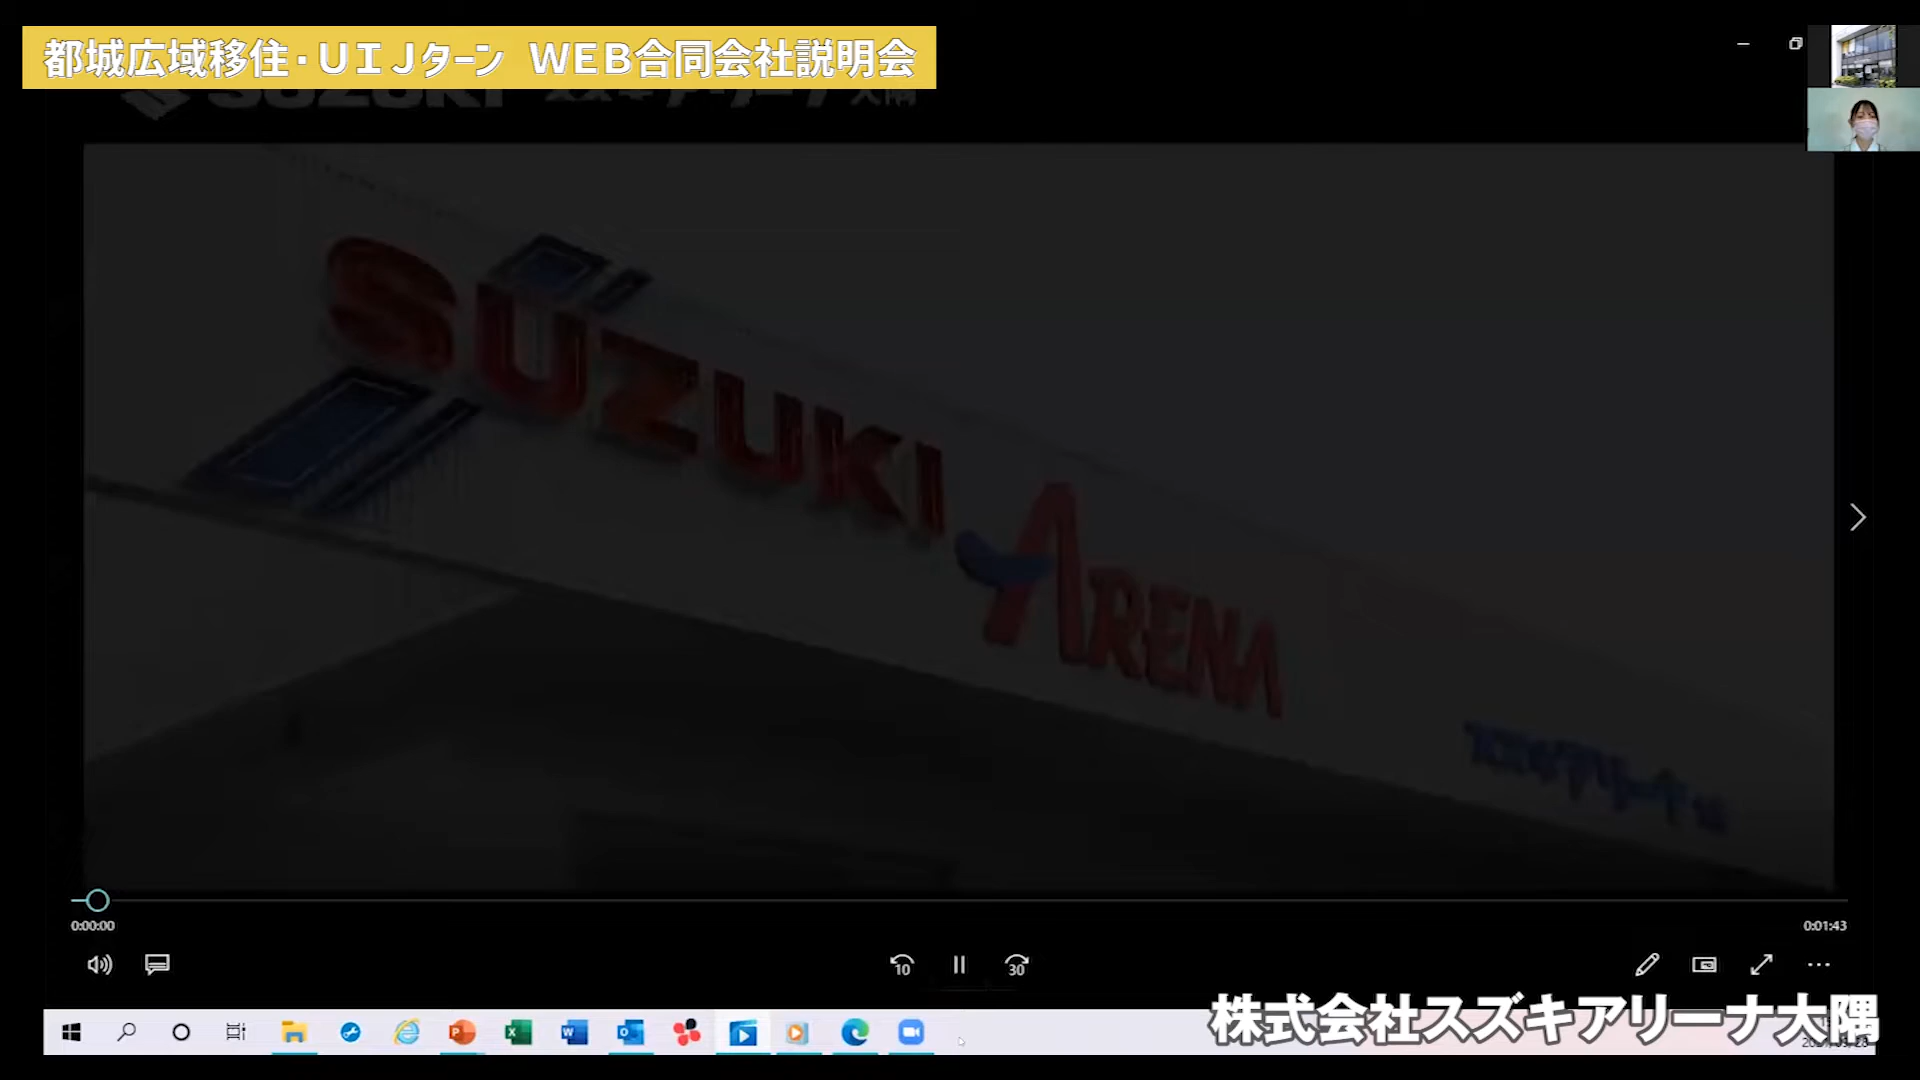 都城広域移住・UIJターン WEB合同会社説明会
SUZUKI
SUZUKI ARENA
0:00:00
0:01:43
10
30
株式会社スズキアリーナ大隅